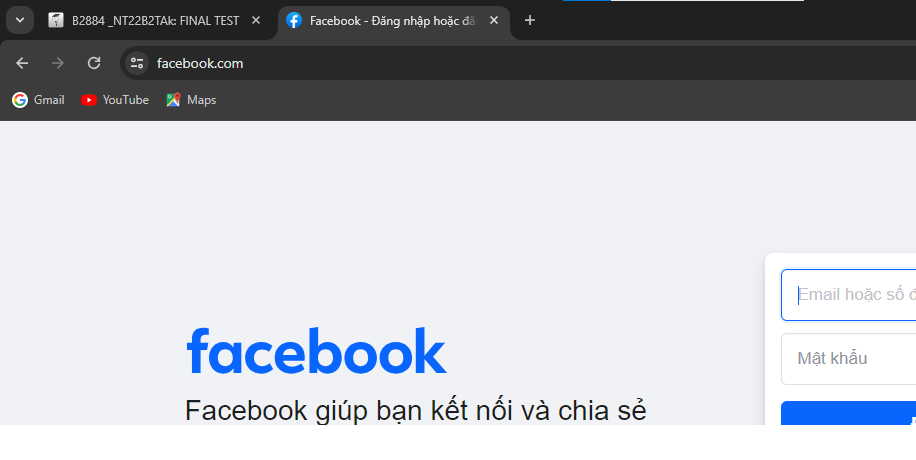 B2884 _NT22B2TAk: FINAL TEST
Facebook - Đăng nhập hoặc
facebook.com
Gmail
YouTube
Maps
Email hoặc số
facebook
Mật khẩu
Facebook giúp bạn kết nối và chia sẻ